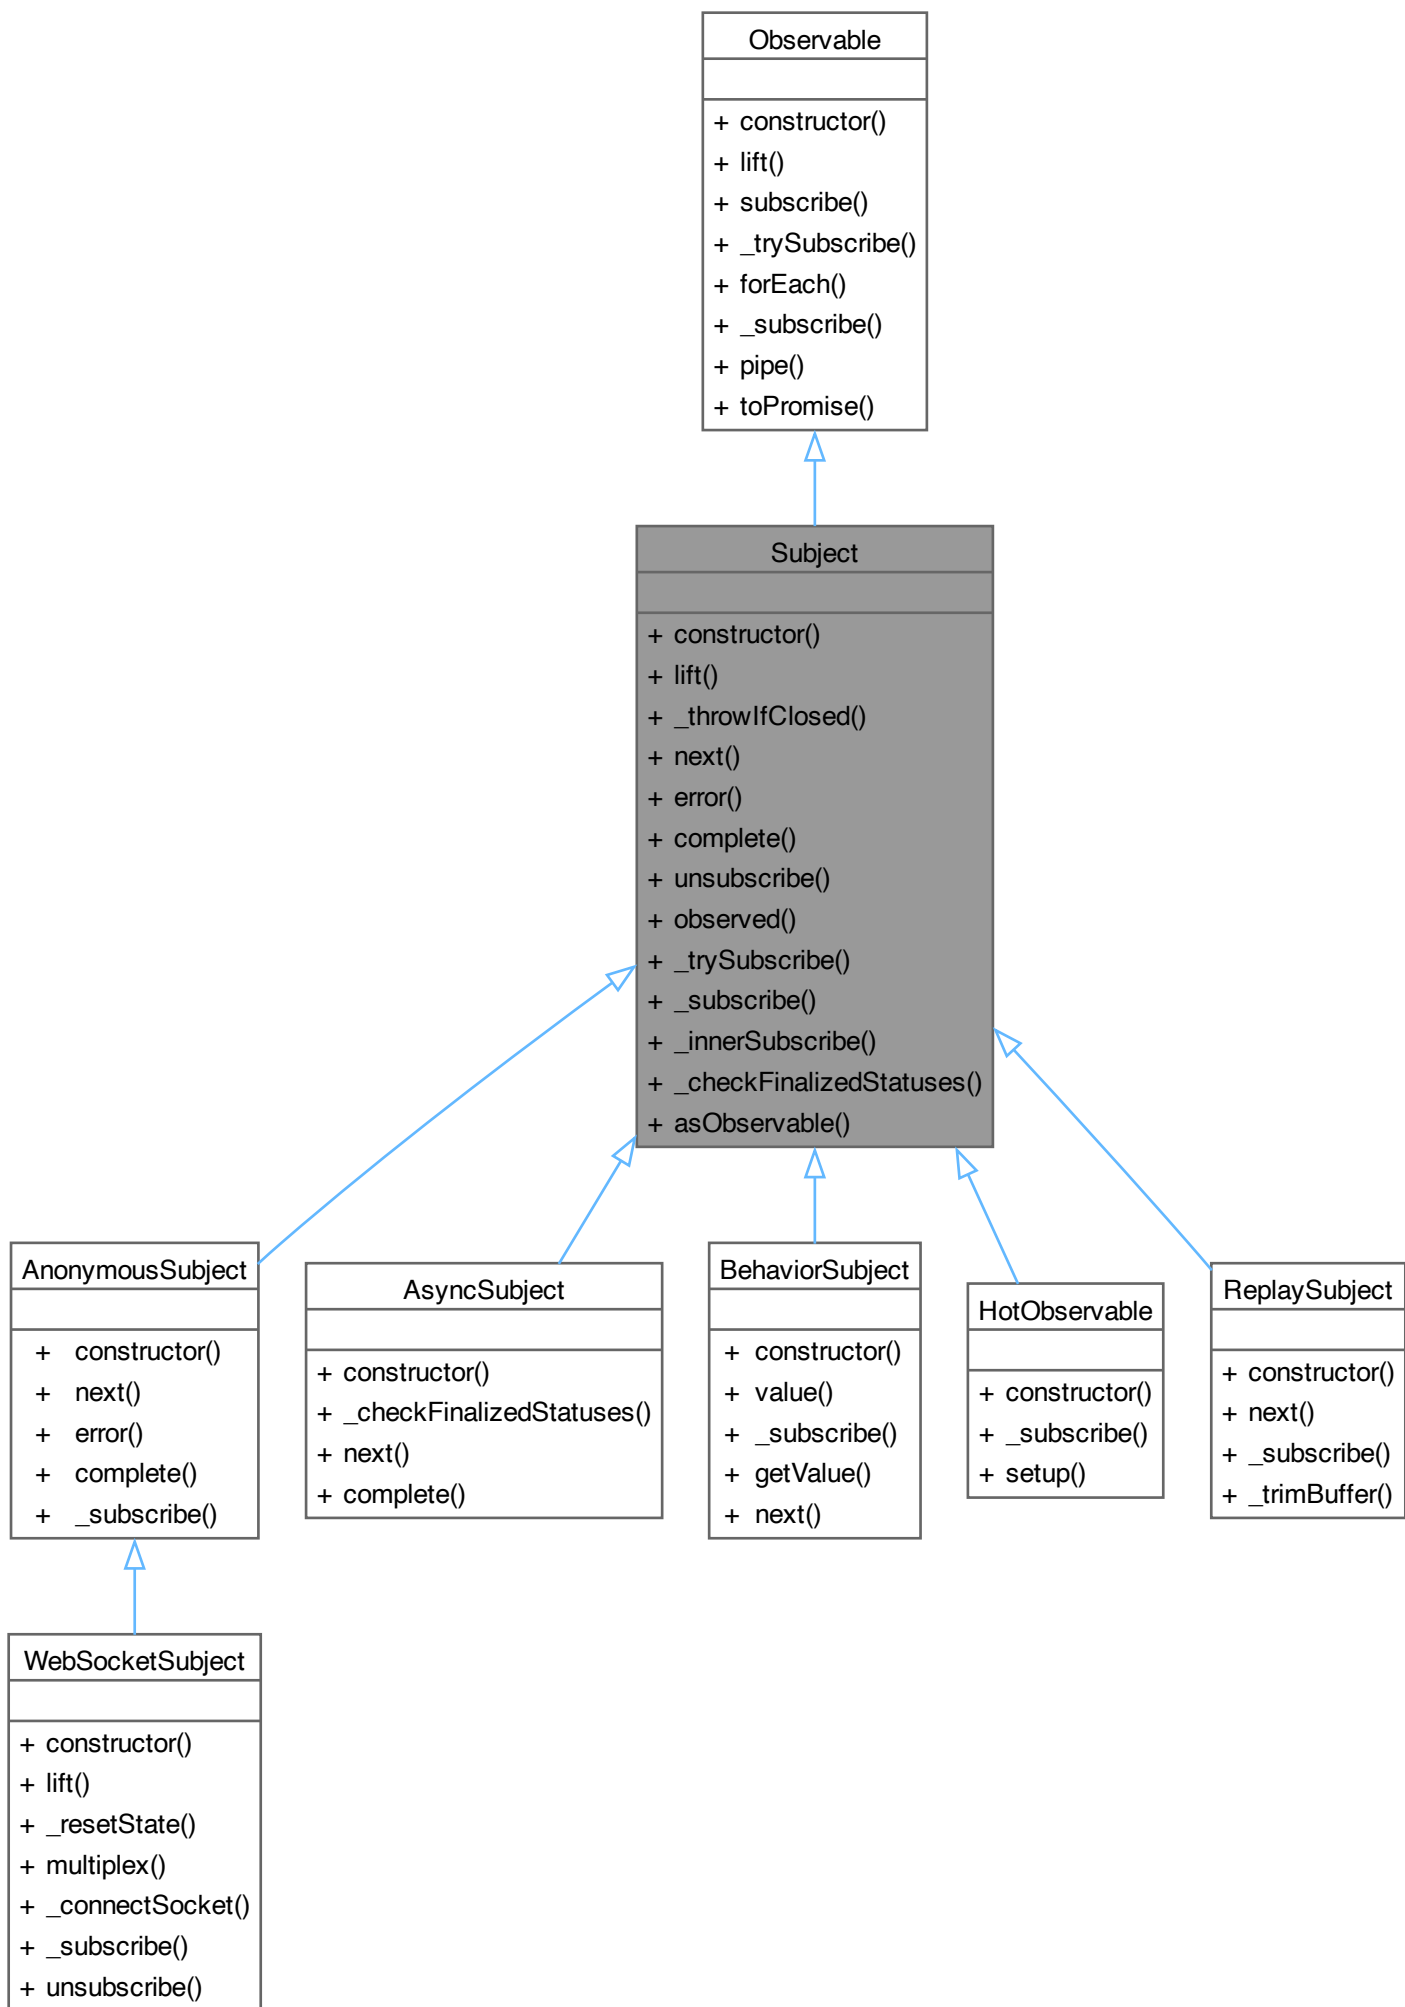 Observable
+ constructor()
+ lift()
+ subscribe()
+ _trySubscribe()
+ forEach()
+ _subscribe()
+ pipe()
+ toPromise()
Subject
+ constructor()
+ lift()
+ _throwIfClosed()
+ next()
+ error()
+ complete()
+ unsubscribe()
+ observed()
+ _trySubscribe()
+ _subscribe()
+ _innerSubscribe()
+ _checkFinalizedStatuses()
+ asObservable()
AnonymousSubject
+ constructor()
+ next()
+ error()
+ complete()
+ _subscribe()
AsyncSubject
+ constructor()
+ _checkFinalizedStatuses()
+ next()
+ complete()
BehaviorSubject
+ constructor()
+ value()
+ _subscribe()
+ getValue()
+ next()
HotObservable
+ constructor()
+ _subscribe()
+ setup()
ReplaySubject
+ constructor()
+ next()
+ _subscribe()
+ _trimBuffer()
WebSocketSubject
+ constructor()
+ lift()
+ _resetState()
+ multiplex()
+ _connectSocket()
+ _subscribe()
+ unsubscribe()